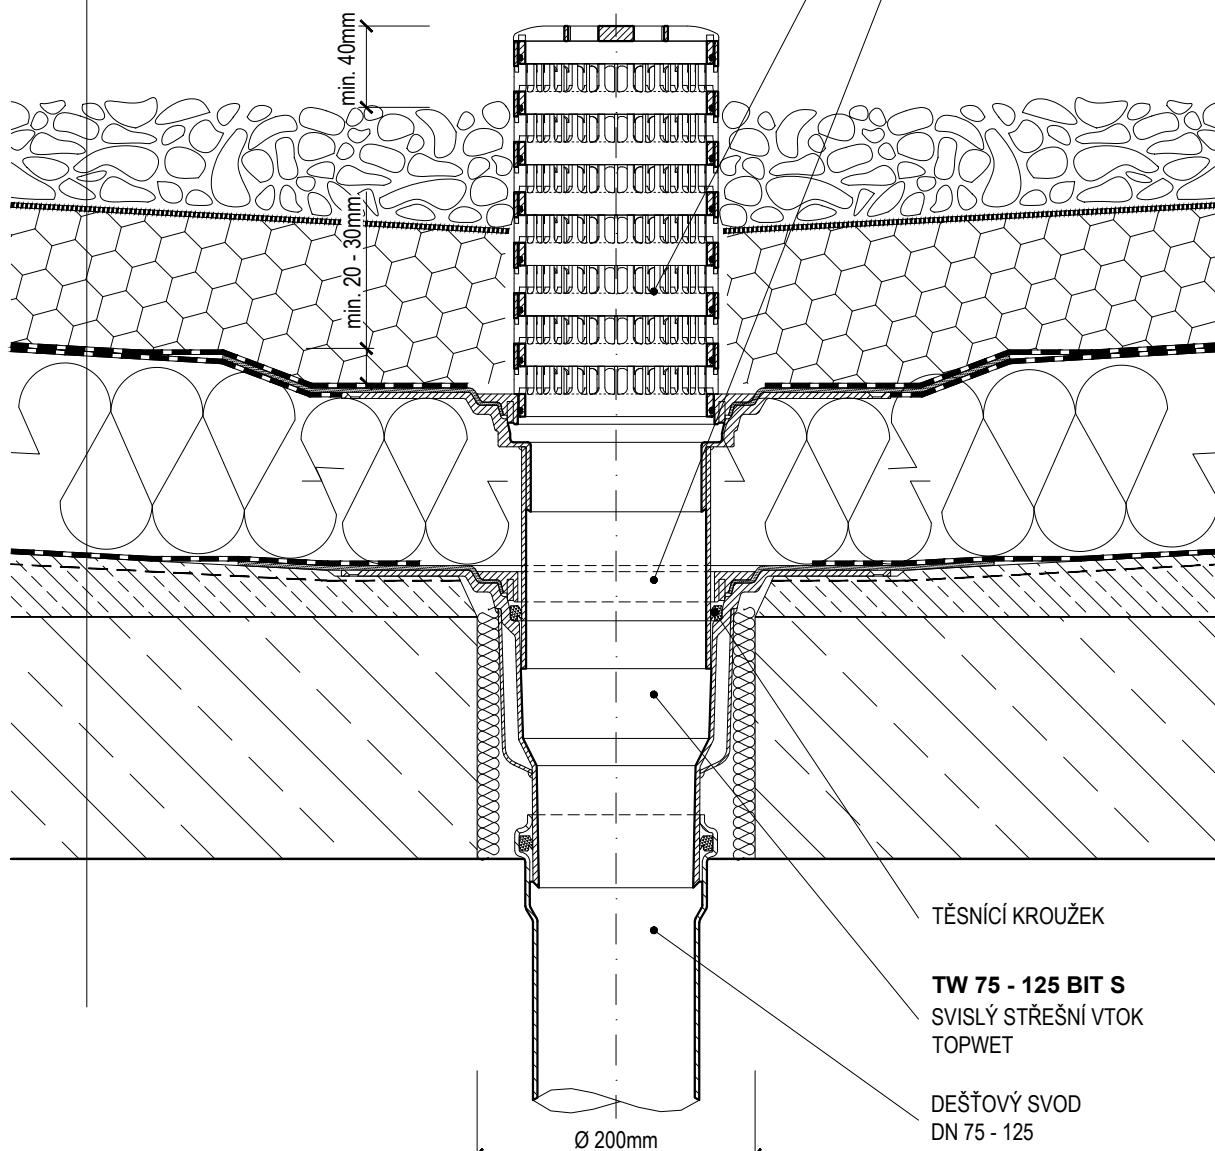 min. 40mm
min. 20 - 30mm
TĚSNÍCÍ KROUŽEK
TW 75 - 125 BIT S
SVISLÝ STŘEŠNÍ VTOK
TOPWET
DEŠŤOVÝ SVOD
DN 75 - 125
Ø 200mm